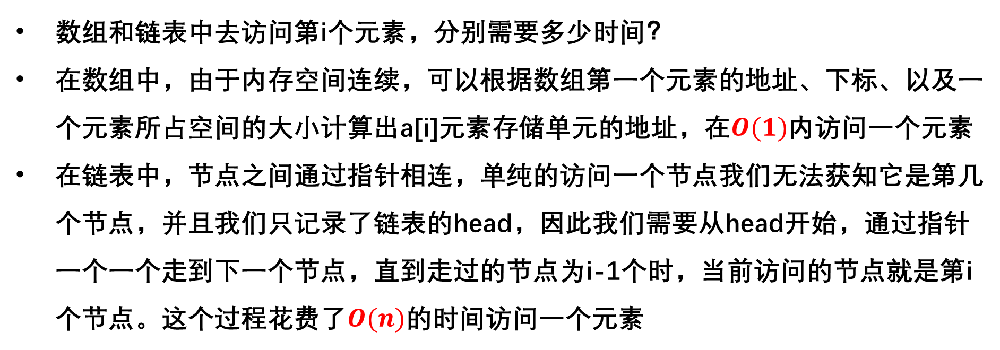 • 数组和链表中去访问第i个元素，分别需要多少时间？
• 在数组中，由于内存空间连续，可以根据数组第一个元素的地址、下标、以及一
个元素所占空间的大小计算出a[i]元素存储单元的地址，在O(1)内访问一个元素
• 在链表中，节点之间通过指针相连，单纯的访问一个节点我们无法获知它是第几
个节点，并且我们只记录了链表的head，因此我们需要从head开始，通过指针
一个一个走到下一个节点，直到走过的节点为i-1个时，当前访问的节点就是第i
个节点。这个过程花费了O(n)的时间访问一个元素